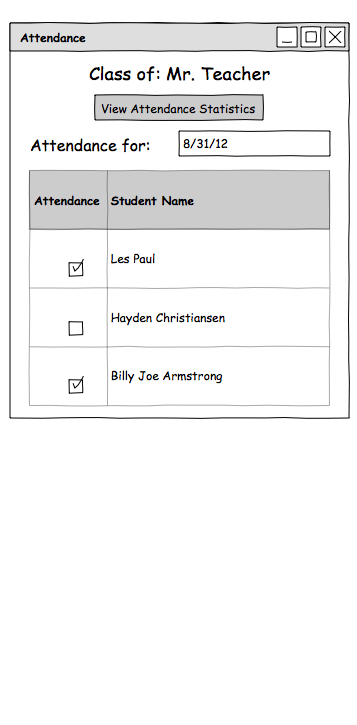 Attendance
Class of: Mr. Teacher
View Attendance Statistics
Attendance for: 8/31/12
Attendance Student Name
Les Paul
Hayden Christiansen
Billy Joe Armstrong